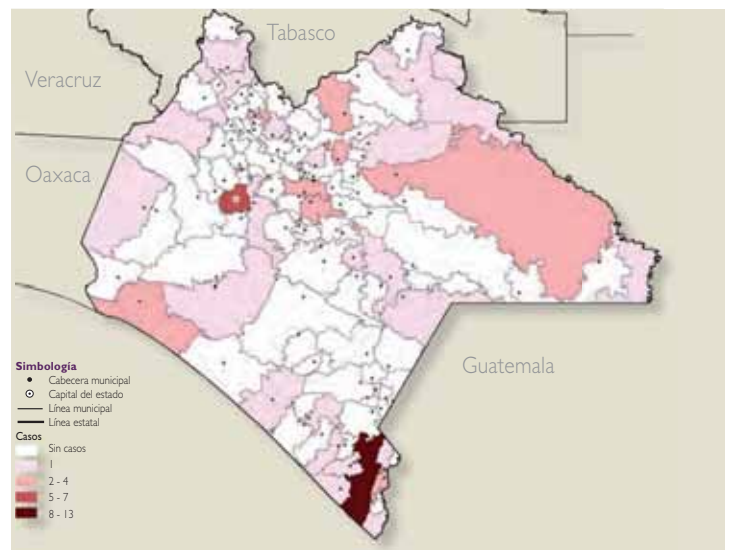 Tabasco
Veracruz
Oaxaca
Guatemala
Simbología
Cabecera municipal
Capital del estado
Línea municipal
Línea estatal
Casos
Sin casos
1
2 - 4
5 - 7
8 - 13